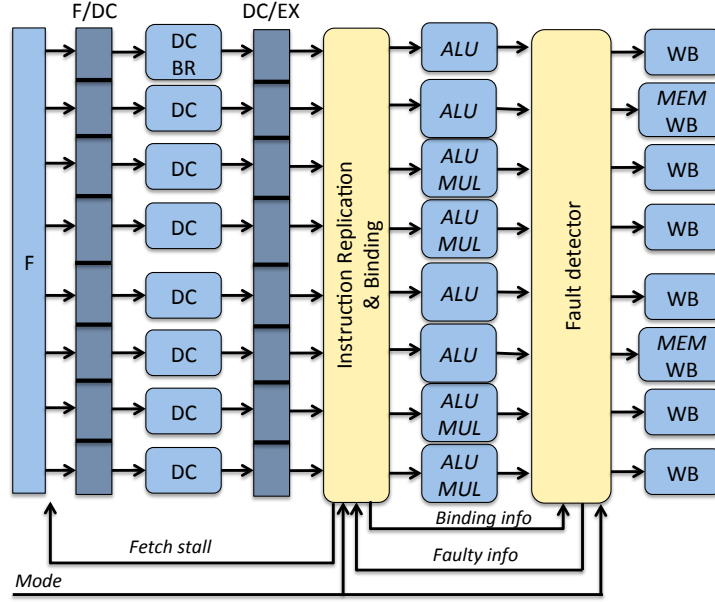 F/DC
DC/EX
F
DC
BR
DC
DC
DC
DC
DC
DC
DC
Instruction Replication
& Binding
ALU
ALU
ALU
MUL
ALU
MUL
ALU
ALU
ALU
MUL
ALU
MUL
Fault detector
WB
MEM
WB
WB
WB
WB
MEM
WB
WB
WB
Binding info
Fetch stall
Faulty info
Mode